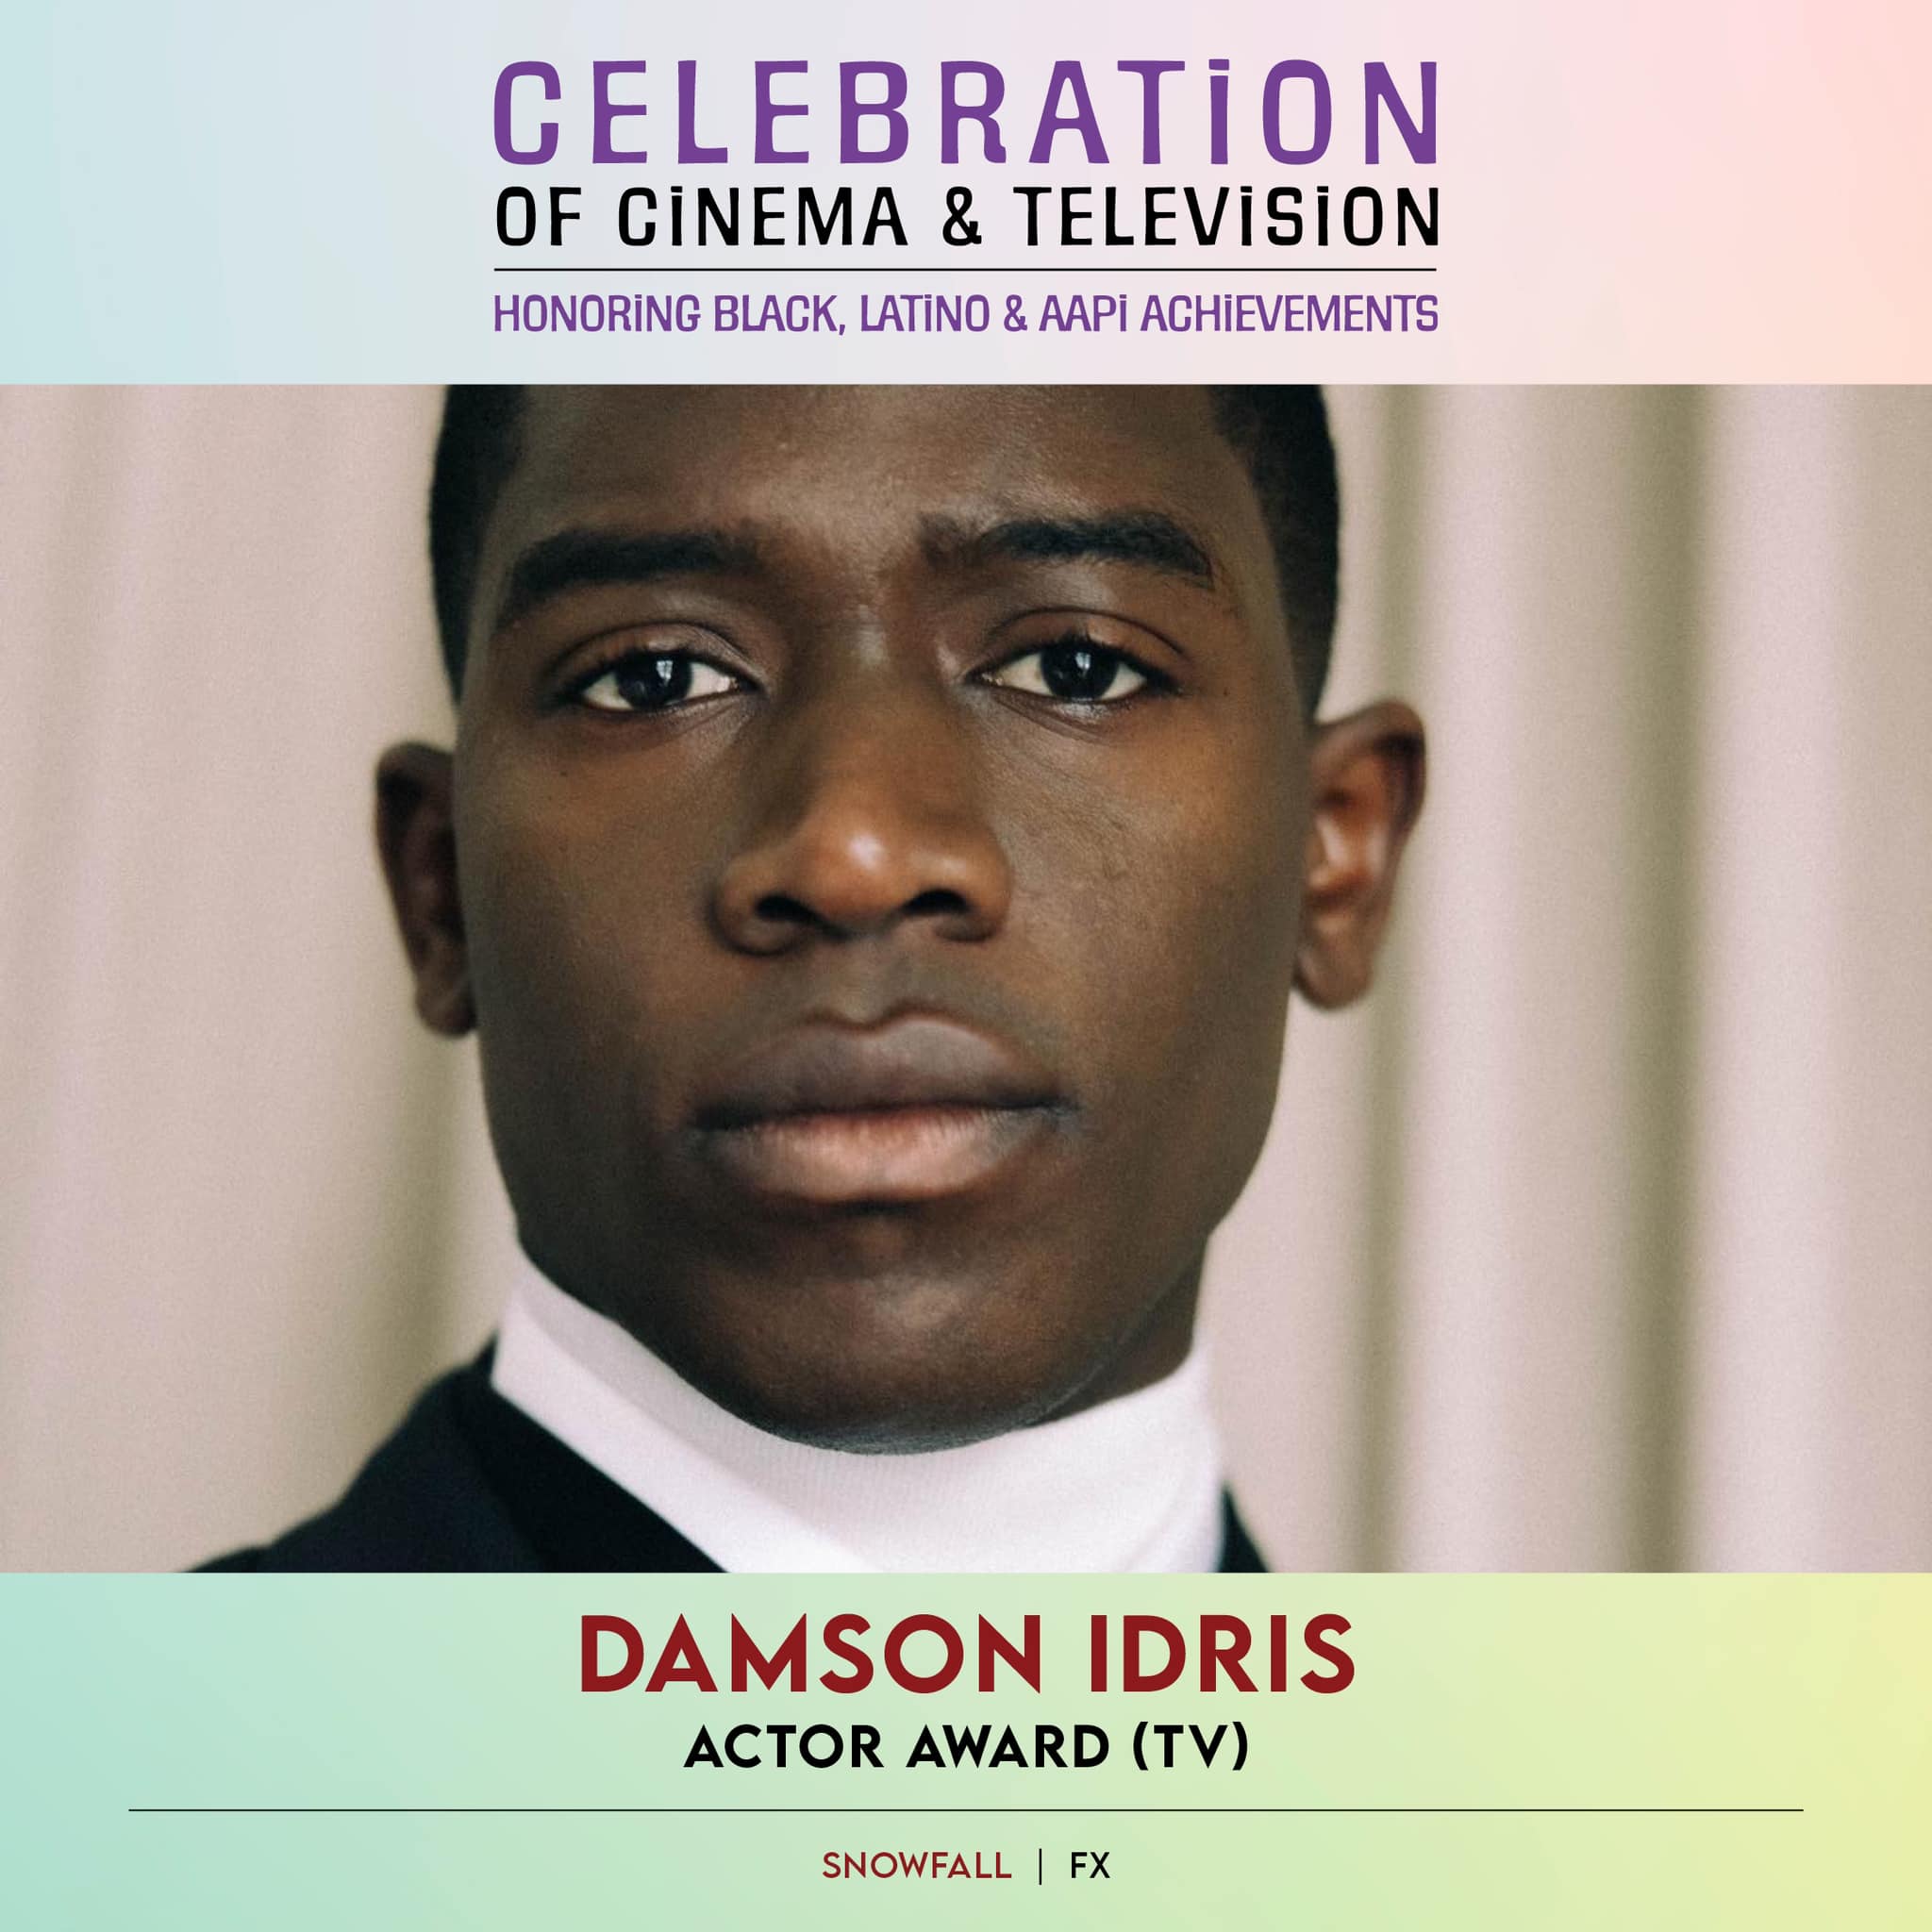 CELEBRATiON
OF CiNEMA & TELEViSiON
HONORiNG BLACK, LATiNO & AAPi ACHiEVEMENTS
DAMSON IDRIS
ACTOR AWARD (TV)
SNOWFALL | FX